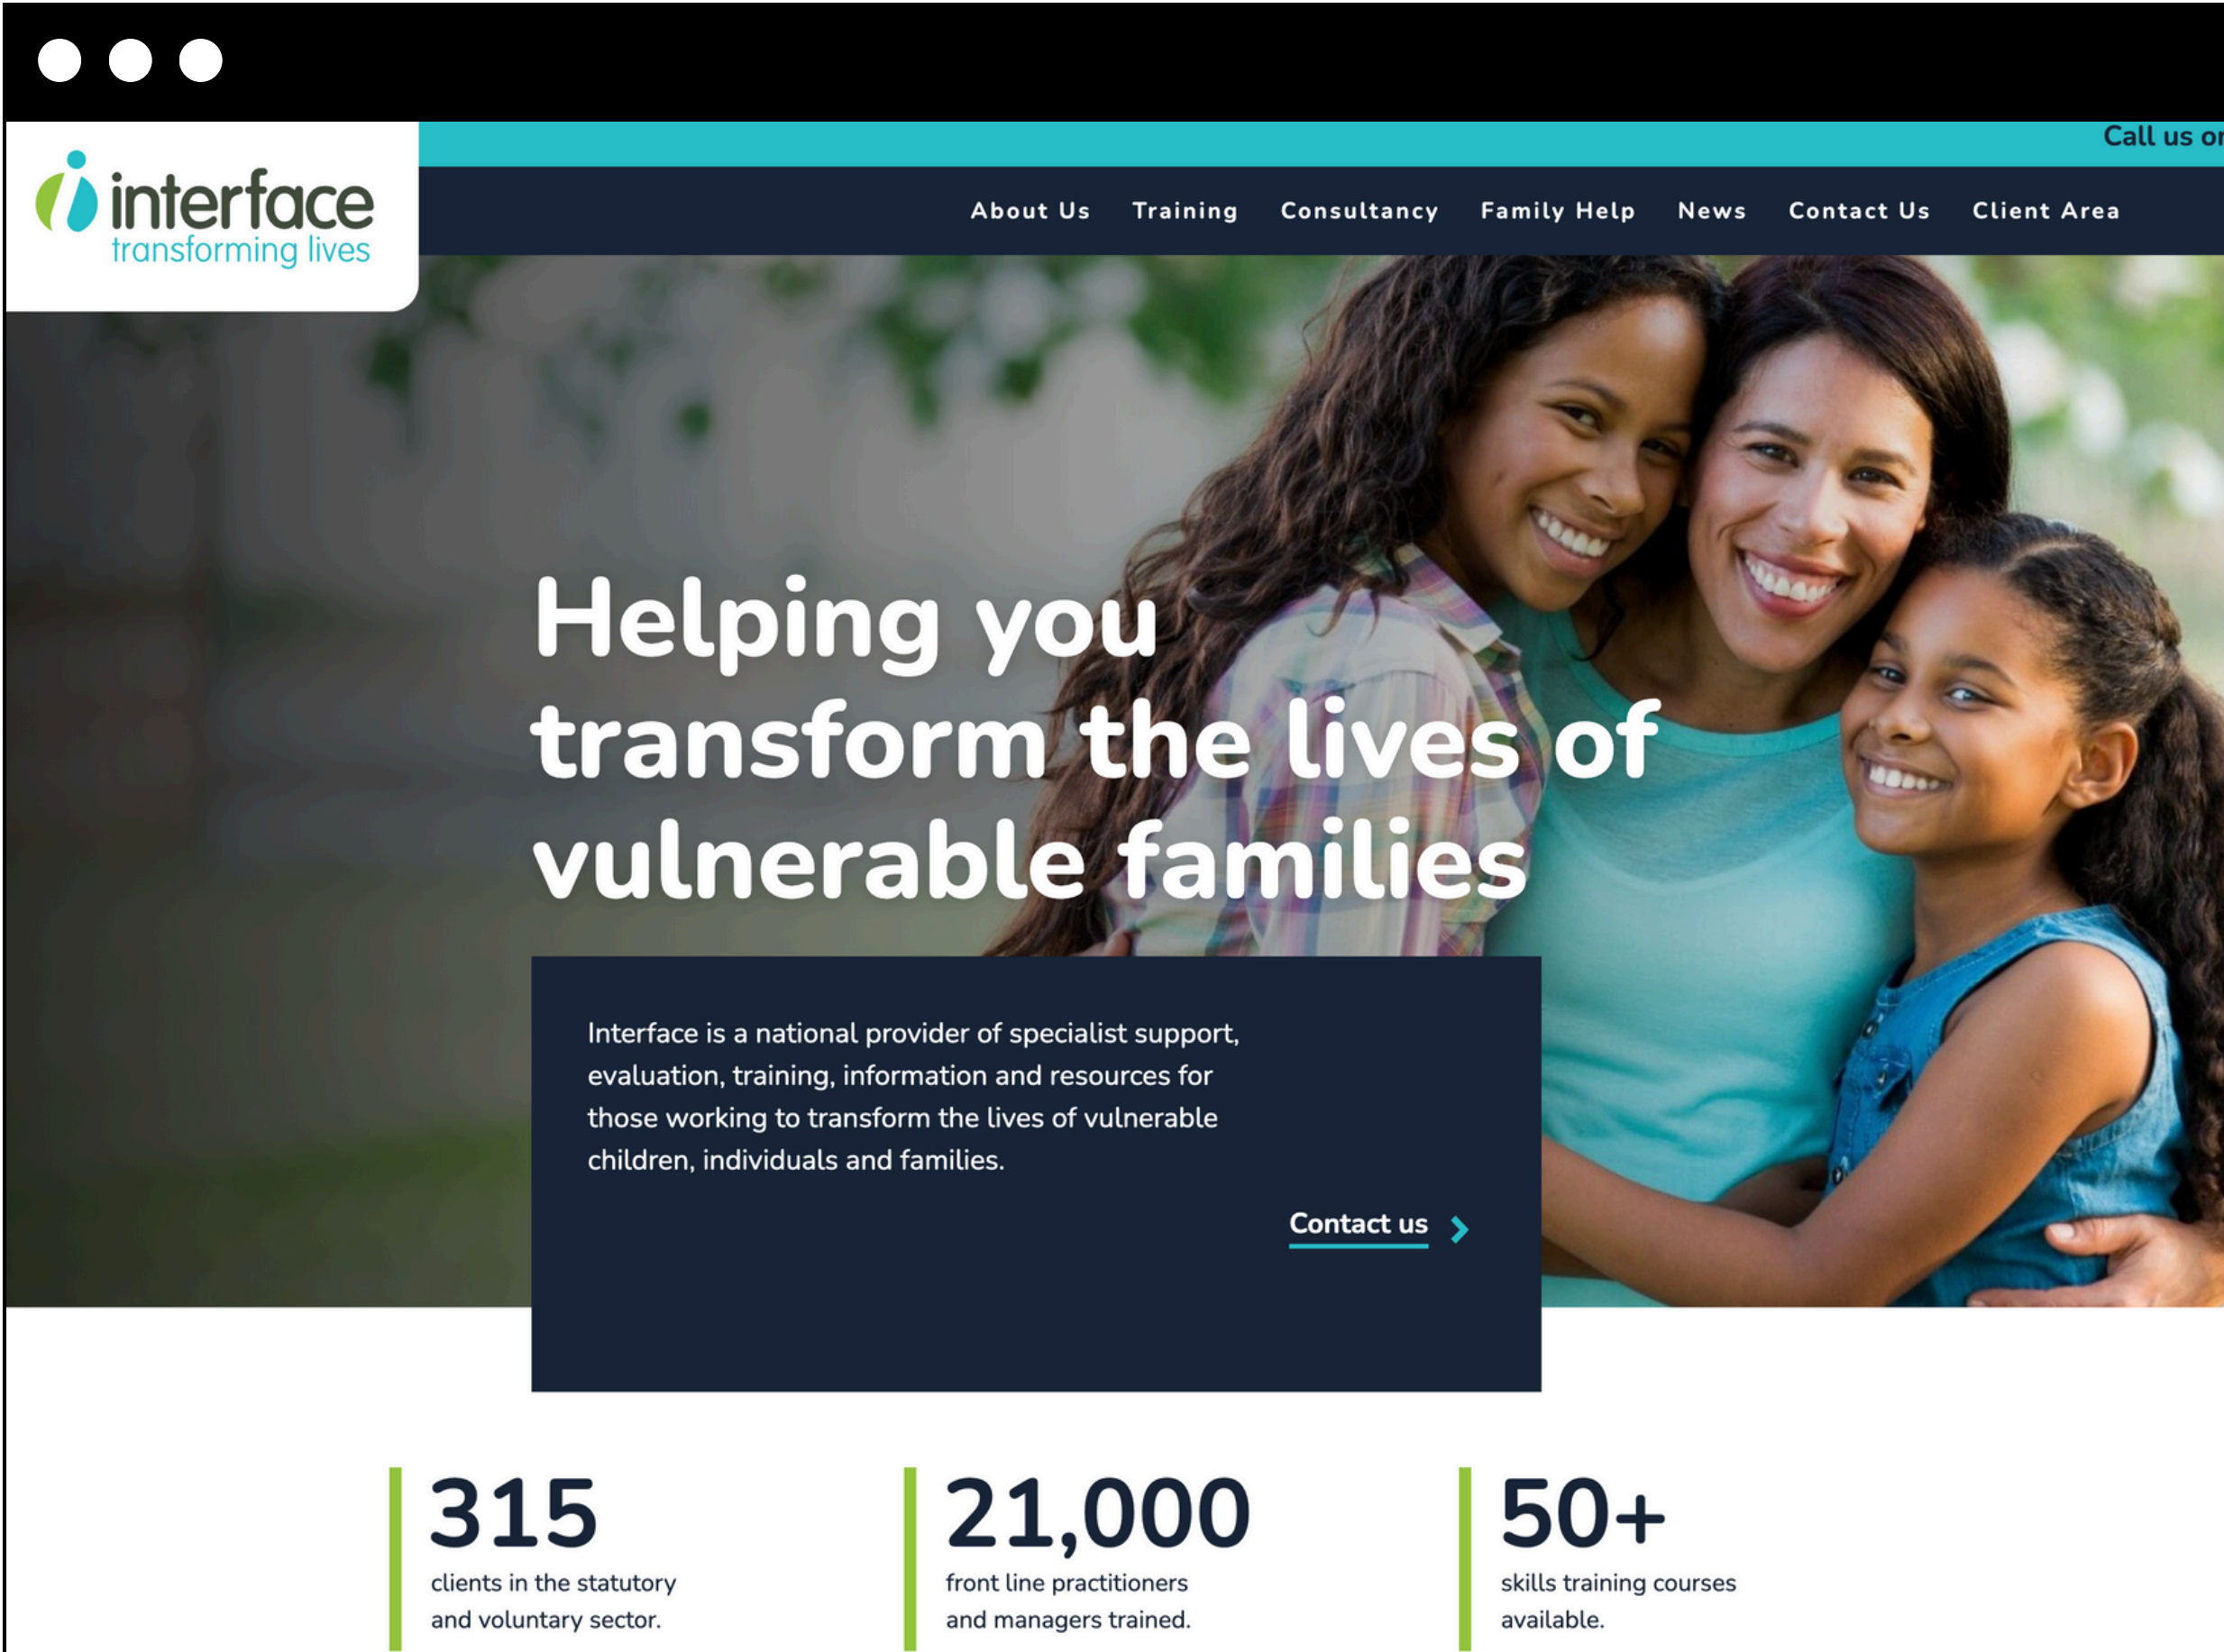 Call us on
interface
transforming lives
About Us Training Consultancy Family Help News Contact Us Client Area
Helping you
transform the lives of
vulnerable families
Interface is a national provider of specialist support,
evaluation, training, information and resources for
those working to transform the lives of vulnerable
children, individuals and families.
Contact us
315
clients in the statutory
and voluntary sector.
21,000
front line practitioners
and managers trained.
50+
skills training courses
available.